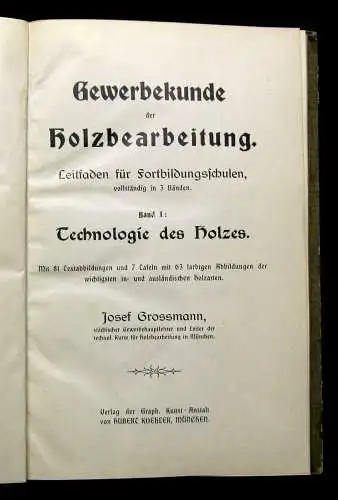 Gewerbekunde
der
Holzbearbeitung.
Leitfaden für Fortbildungsschulen,
vollständig in 3 Bänden.
Band I:
Technologie des Holzes.
Mit 81 Textabbildungen und 7 Tafeln mit 63 farbigen Abbildungen der
wichtigsten in- und ausländischen Holzarten.
Josef Grossmann,
städtischer Gewerbehauptlehrer und Leiter der
technol. Kurse für Holzbearbeitung in München.
Verlag der Graph. Kunst-Anstalt
von HUBERT KOEHLER, MÜNCHEN.